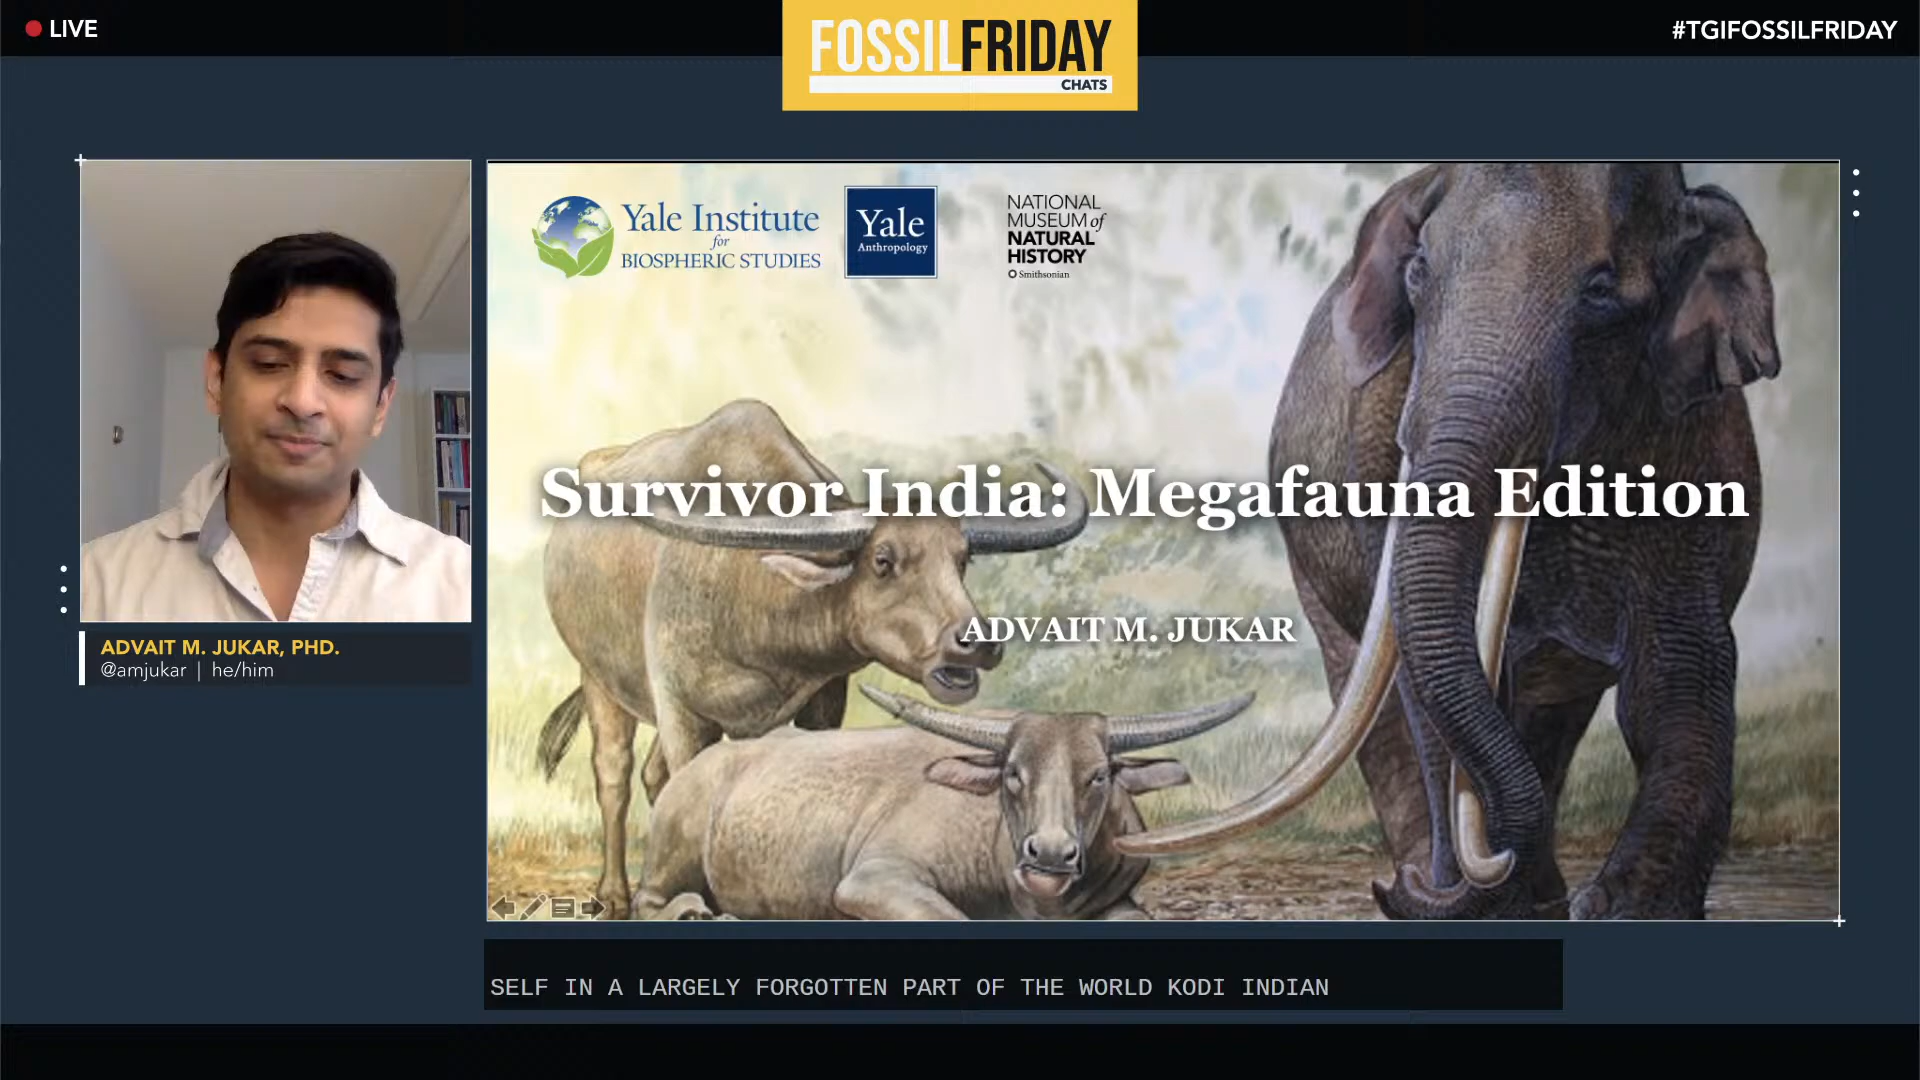 LIVE
FOSSILFRIDAY
CHATS
#TGIFOSSILFRIDAY
Yale Institute
for
BIOSPHERIC STUDIES
Yale
Anthropology
NATIONAL
MUSEUM of
NATURAL
HISTORY
Smithsonian
Survivor India: Megafauna Edition
ADVAIT M. JUKAR
ADVAIT M. JUKAR, PHD.
@amjukar | he/him
SELF IN A LARGELY FORGOTTEN PART OF THE WORLD KODI INDIAN